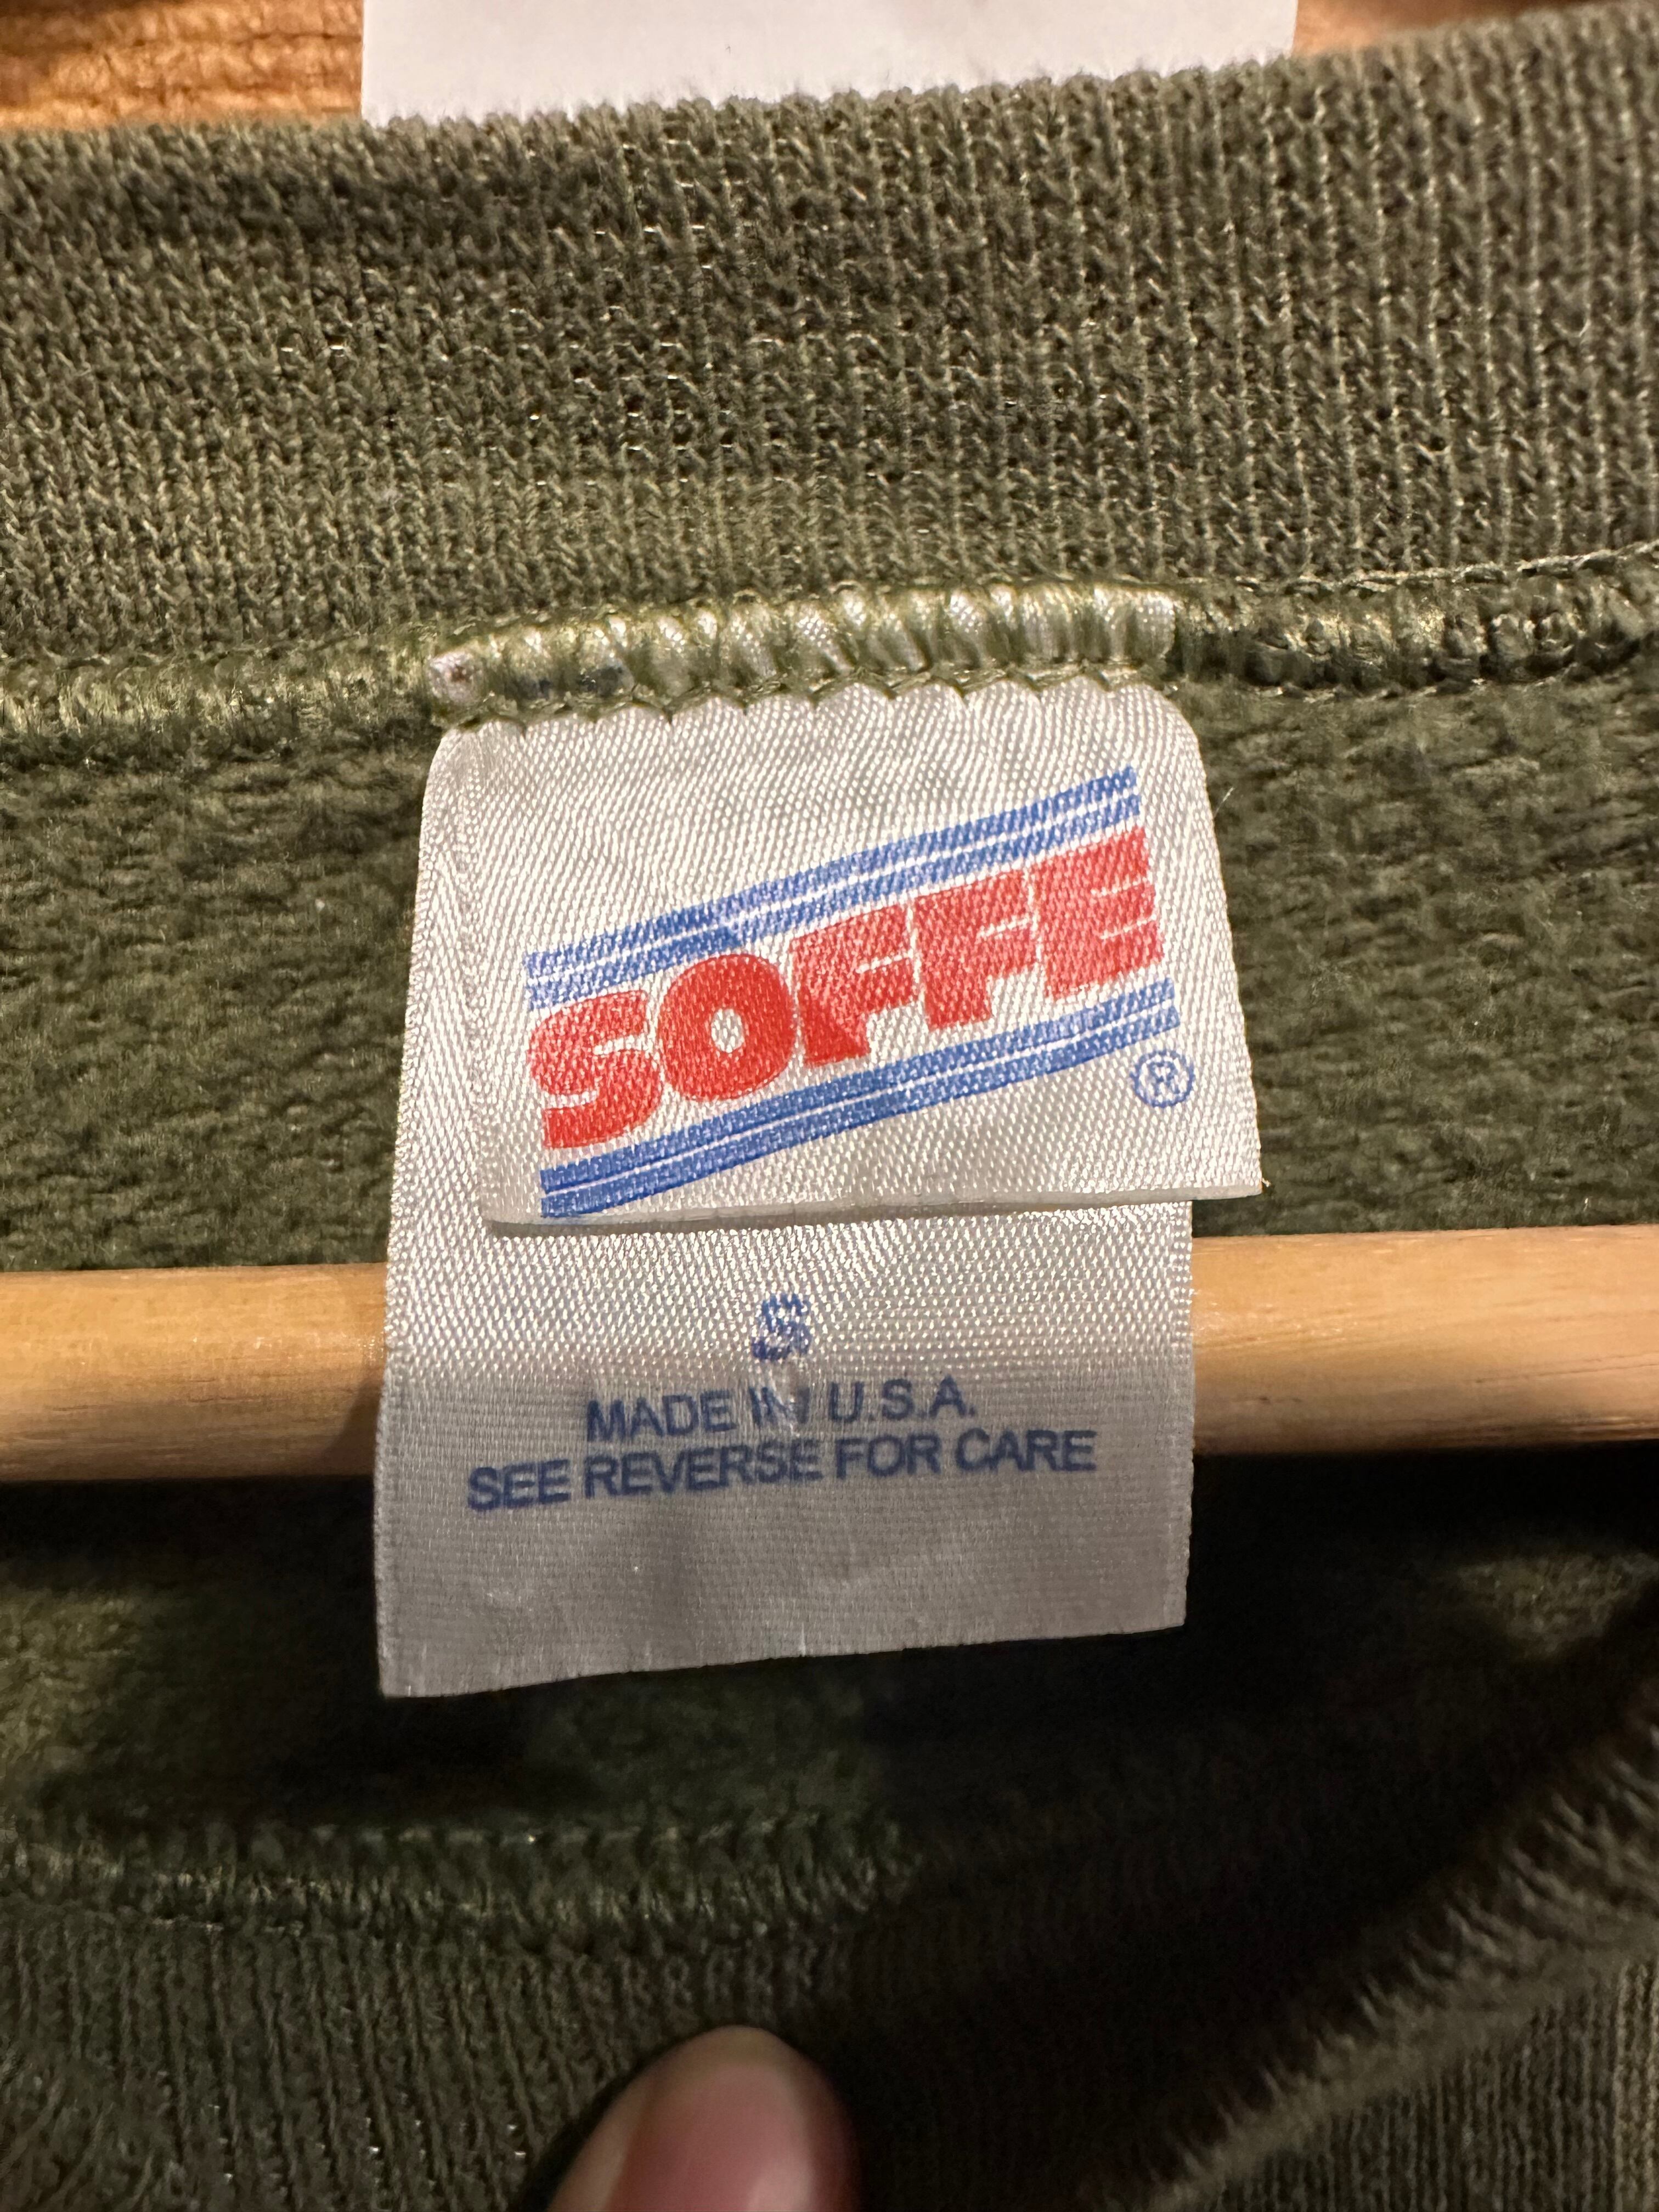 SOFFE
®
S
MADE IN U.S.A.
SEE REVERSE FOR CARE